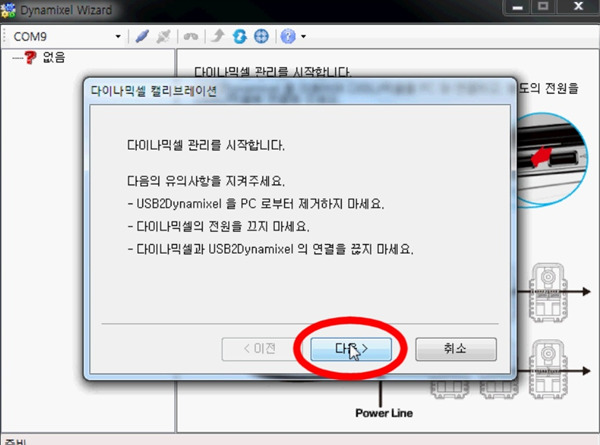 Dynamixel Wizard
COM9
없음
다이나믹셀 관리를 시작합니다.
도의 전원을
다이나믹셀 캘리브레이션
다이나믹셀 관리를 시작합니다.
다음의 유의사항을 지켜주세요.
- USB2Dynamixel 을 PC 로부터 제거하지 마세요.
- 다이나믹셀의 전원을 끄지 마세요.
- 다이나믹셀과 USB2Dynamixel 의 연결을 끊지 마세요.
< 이전
다음 >
취소
Power Line
준비